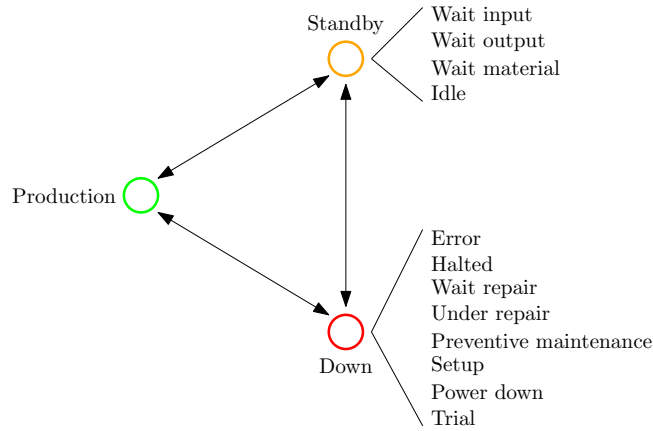 Standby
Wait input
Wait output
Wait material
Idle
Production
Error
Halted
Wait repair
Under repair
Preventive maintenance
Setup
Power down
Trial
Down